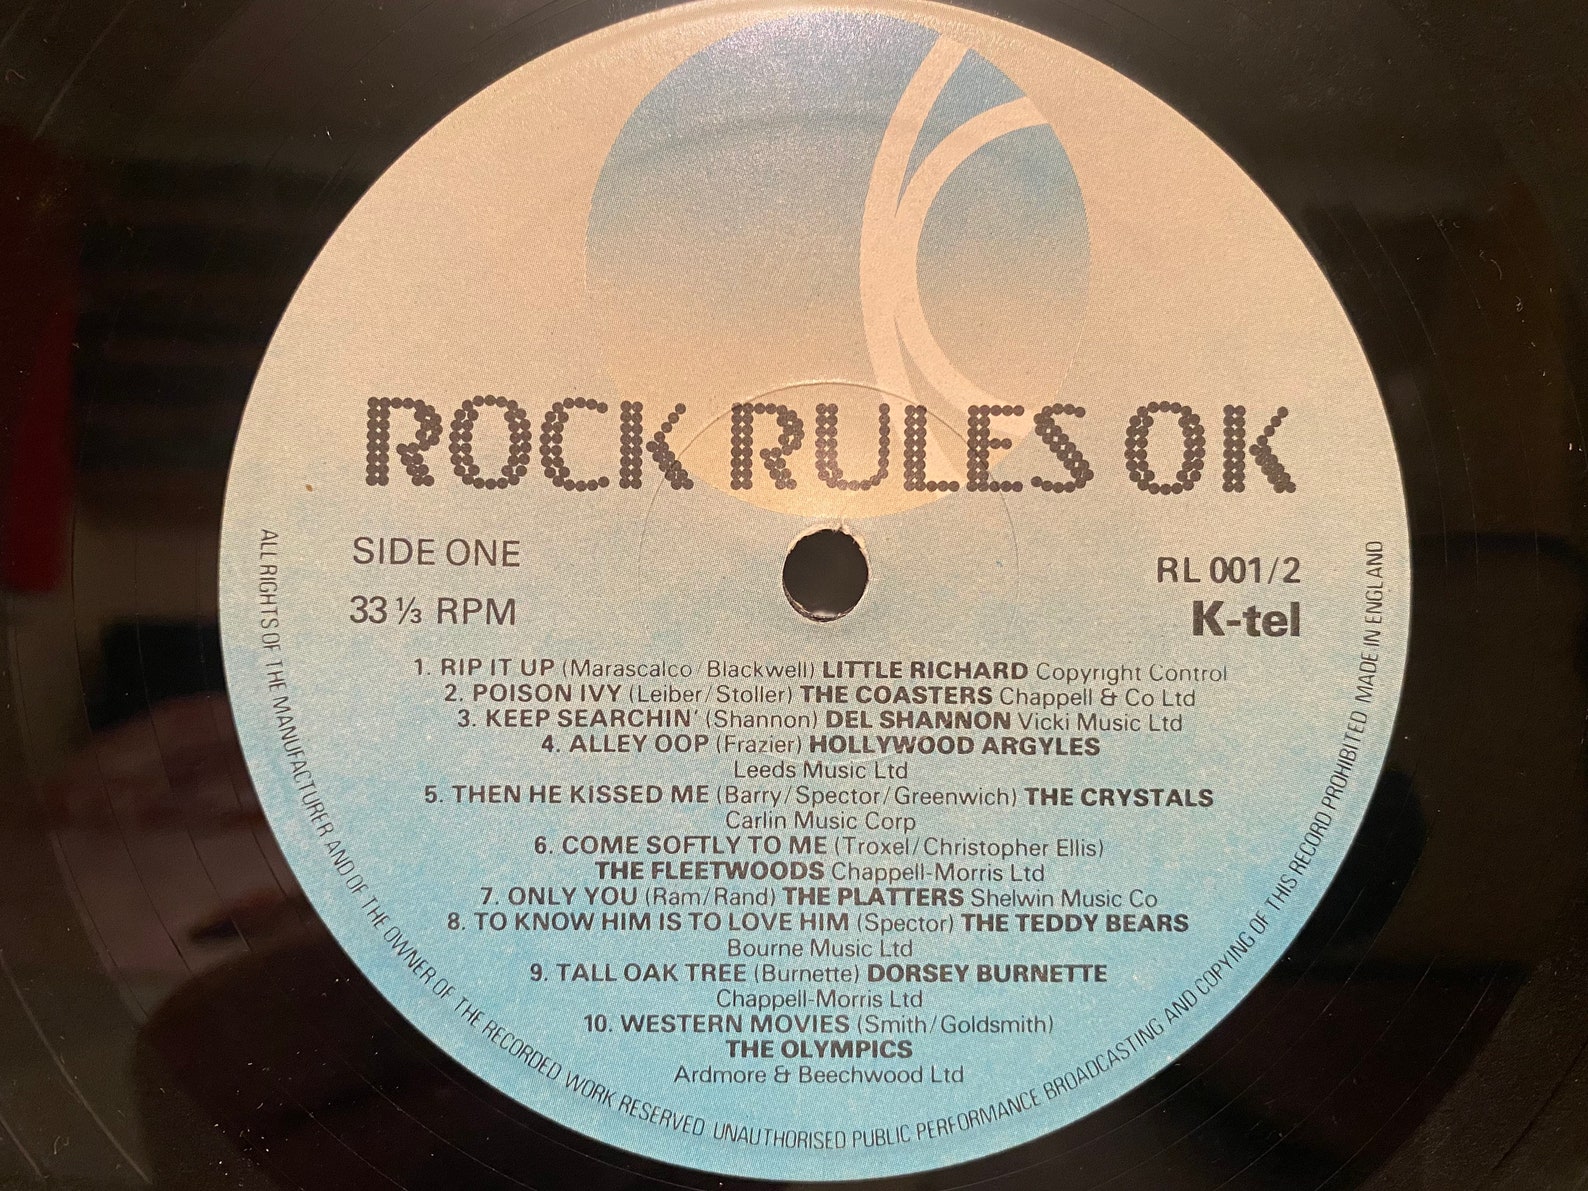 ROCK RULES OK
SIDE ONE
33 ⅓ RPM
RL 001/2
K-tel
1. RIP IT UP (Marascalco/Blackwell) LITTLE RICHARD Copyright Control
2. POISON IVY (Leiber/Stoller) THE COASTERS Chappell & Co Ltd
3. KEEP SEARCHIN' (Shannon) DEL SHANNON Vicki Music Ltd
4. ALLEY OOP (Frazier) HOLLYWOOD ARGYLES
Leeds Music Ltd
5. THEN HE KISSED ME (Barry/Spector/Greenwich) THE CRYSTALS
Carlin Music Corp
6. COME SOFTLY TO ME (Troxel/Christopher Ellis)
THE FLEETWOODS Chappell-Morris Ltd
7. ONLY YOU (Ram/Rand) THE PLATTERS Shelwin Music Co
8. TO KNOW HIM IS TO LOVE HIM (Spector) THE TEDDY BEARS
Bourne Music Ltd
9. TALL OAK TREE (Burnette) DORSEY BURNETTE
Chappell-Morris Ltd
10. WESTERN MOVIES (Smith/Goldsmith)
THE OLYMPICS
Ardmore & Beechwood Ltd
ALL RIGHTS OF THE MANUFACTURER AND OF THE OWNER OF THE RECORDED WORK RESERVED UNAUTHORISED PUBLIC PERFORMANCE BROADCASTING AND COPYING OF THIS RECORD PROHIBITED MADE IN ENGLAND